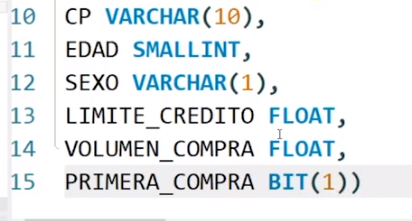 10 CP VARCHAR(10),
11 EDAD SMALLINT,
12 SEXO VARCHAR(1),
13 LIMITE_CREDITO FLOAT,
14 VOLUMEN_COMPRA FLOAT,
15 PRIMERA_COMPRA BIT(1))